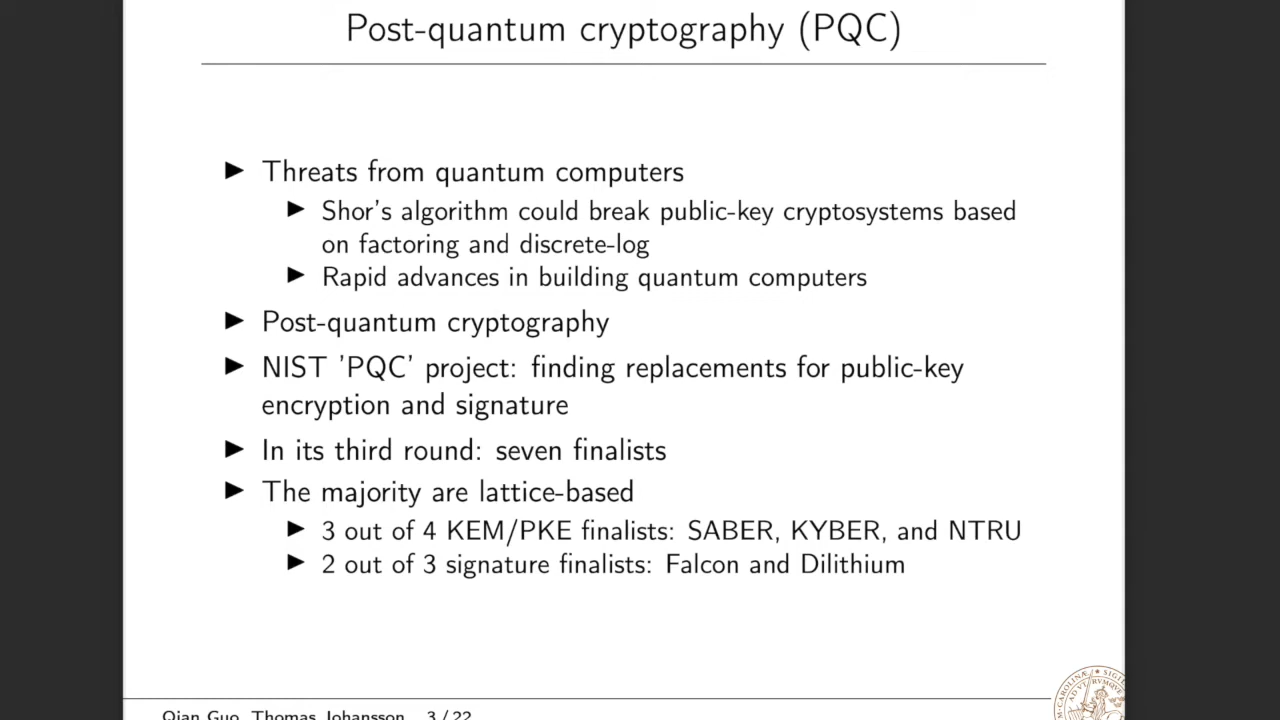 Post-quantum cryptography (PQC)
▶ Threats from quantum computers
▶ Shor's algorithm could break public-key cryptosystems based
on factoring and discrete-log
▶ Rapid advances in building quantum computers
▶ Post-quantum cryptography
▶ NIST 'PQC' project: finding replacements for public-key
encryption and signature
▶ In its third round: seven finalists
▶ The majority are lattice-based
▶ 3 out of 4 KEM/PKE finalists: SABER, KYBER, and NTRU
▶ 2 out of 3 signature finalists: Falcon and Dilithium
Qian Guo, Thomas Johansson 3 / 22